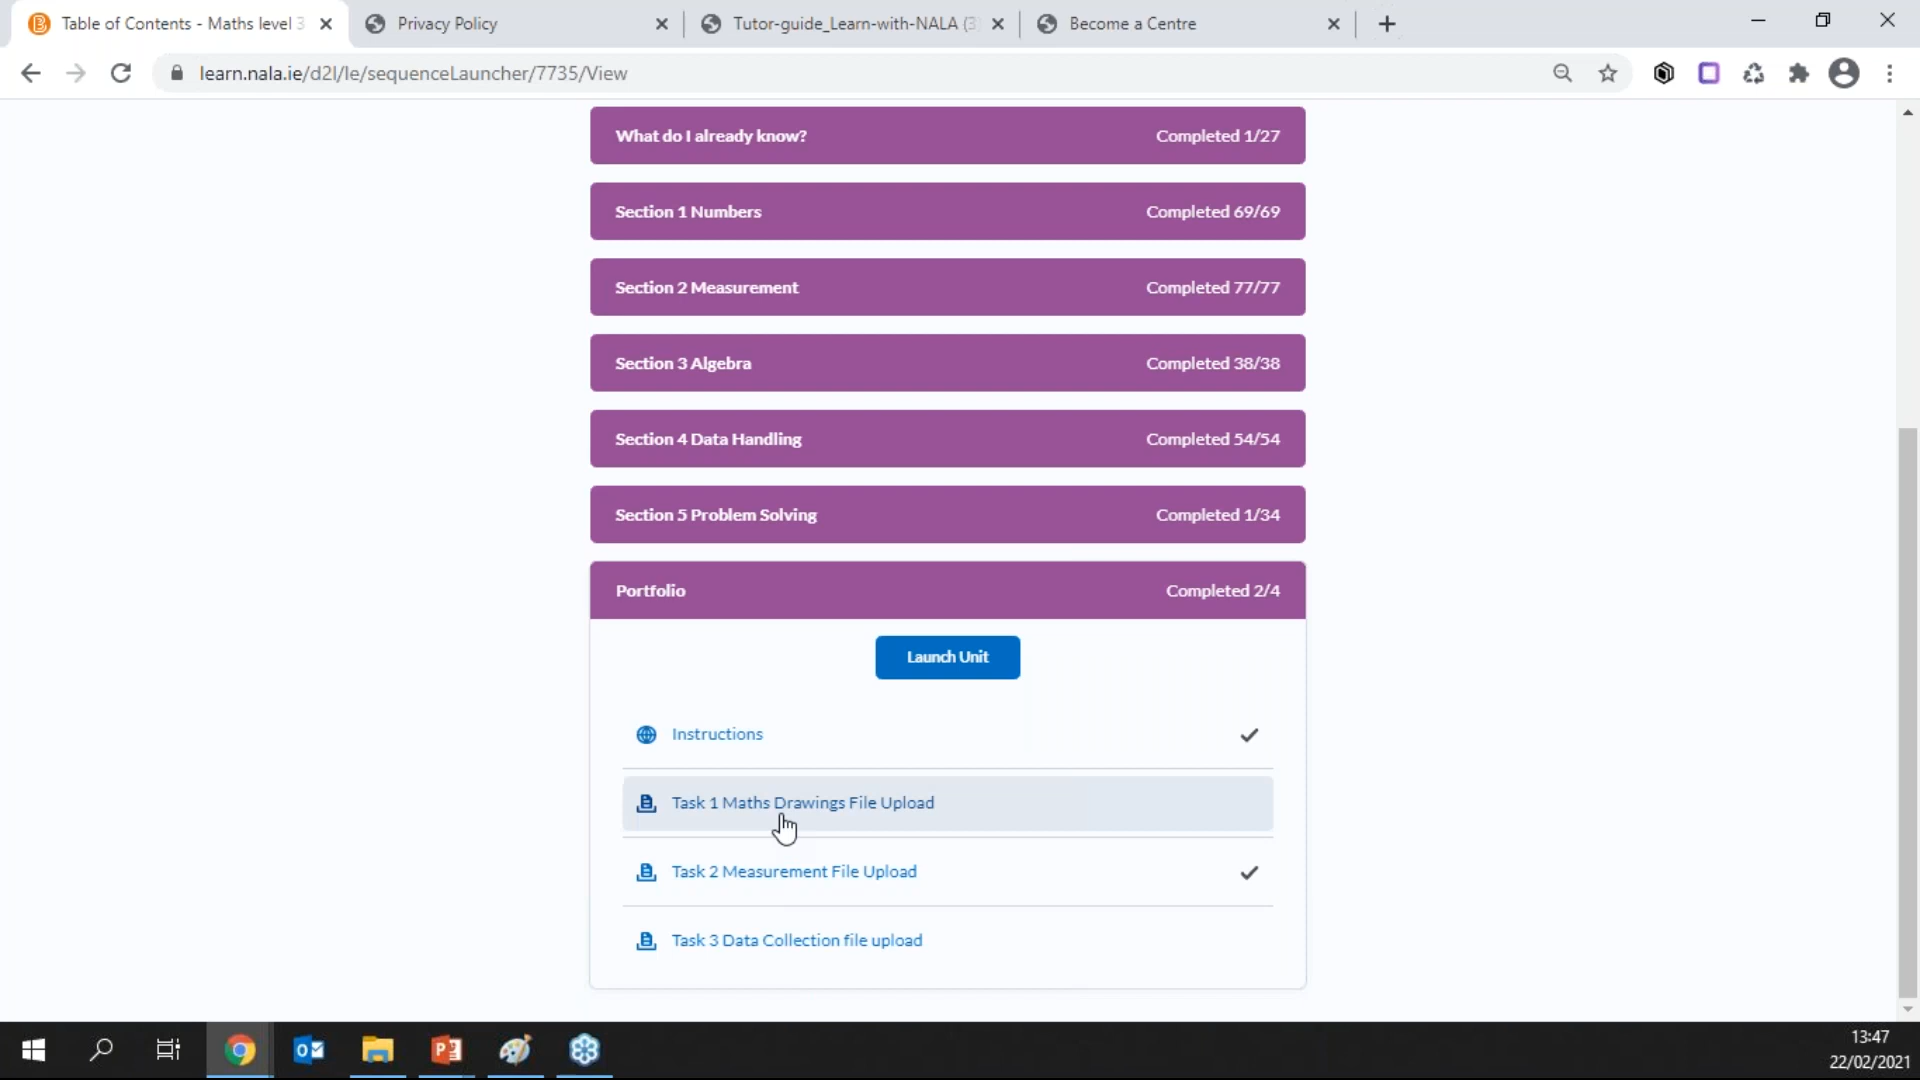 Table of Contents - Maths level 3
Privacy Policy
Tutor-guide_Learn-with-NALA (3
Become a Centre
learn.nala.ie/d2l/le/sequenceLauncher/7735/View
What do I already know? Completed 1/27
Section 1 Numbers Completed 69/69
Section 2 Measurement Completed 77/77
Section 3 Algebra Completed 38/38
Section 4 Data Handling Completed 54/54
Section 5 Problem Solving Completed 1/34
Portfolio Completed 2/4
Launch Unit
Instructions
Task 1 Maths Drawings File Upload
Task 2 Measurement File Upload
Task 3 Data Collection file upload
13:47
22/02/2021